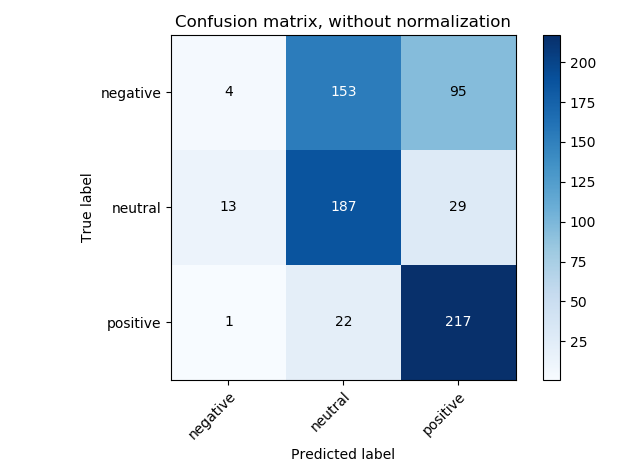 Confusion matrix, without normalization
negative 4 153 95
neutral 13 187 29
positive 1 22 217
negative neutral positive
True label
Predicted label
200
175
150
125
100
75
50
25